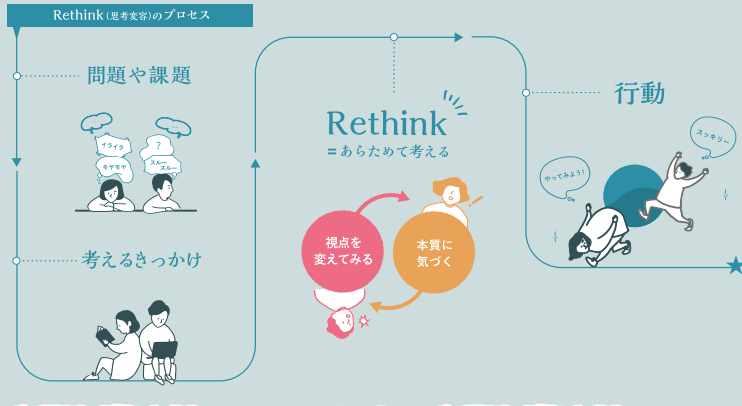 Rethink(思考変容)のプロセス
問題や課題
イライラ
モヤモヤ
?
スルー
スルー
考えるきっかけ
Rethink
=あらためて考える
視点を
変えてみる
本質に
気づく
行動
やってみよう!
スッキリー